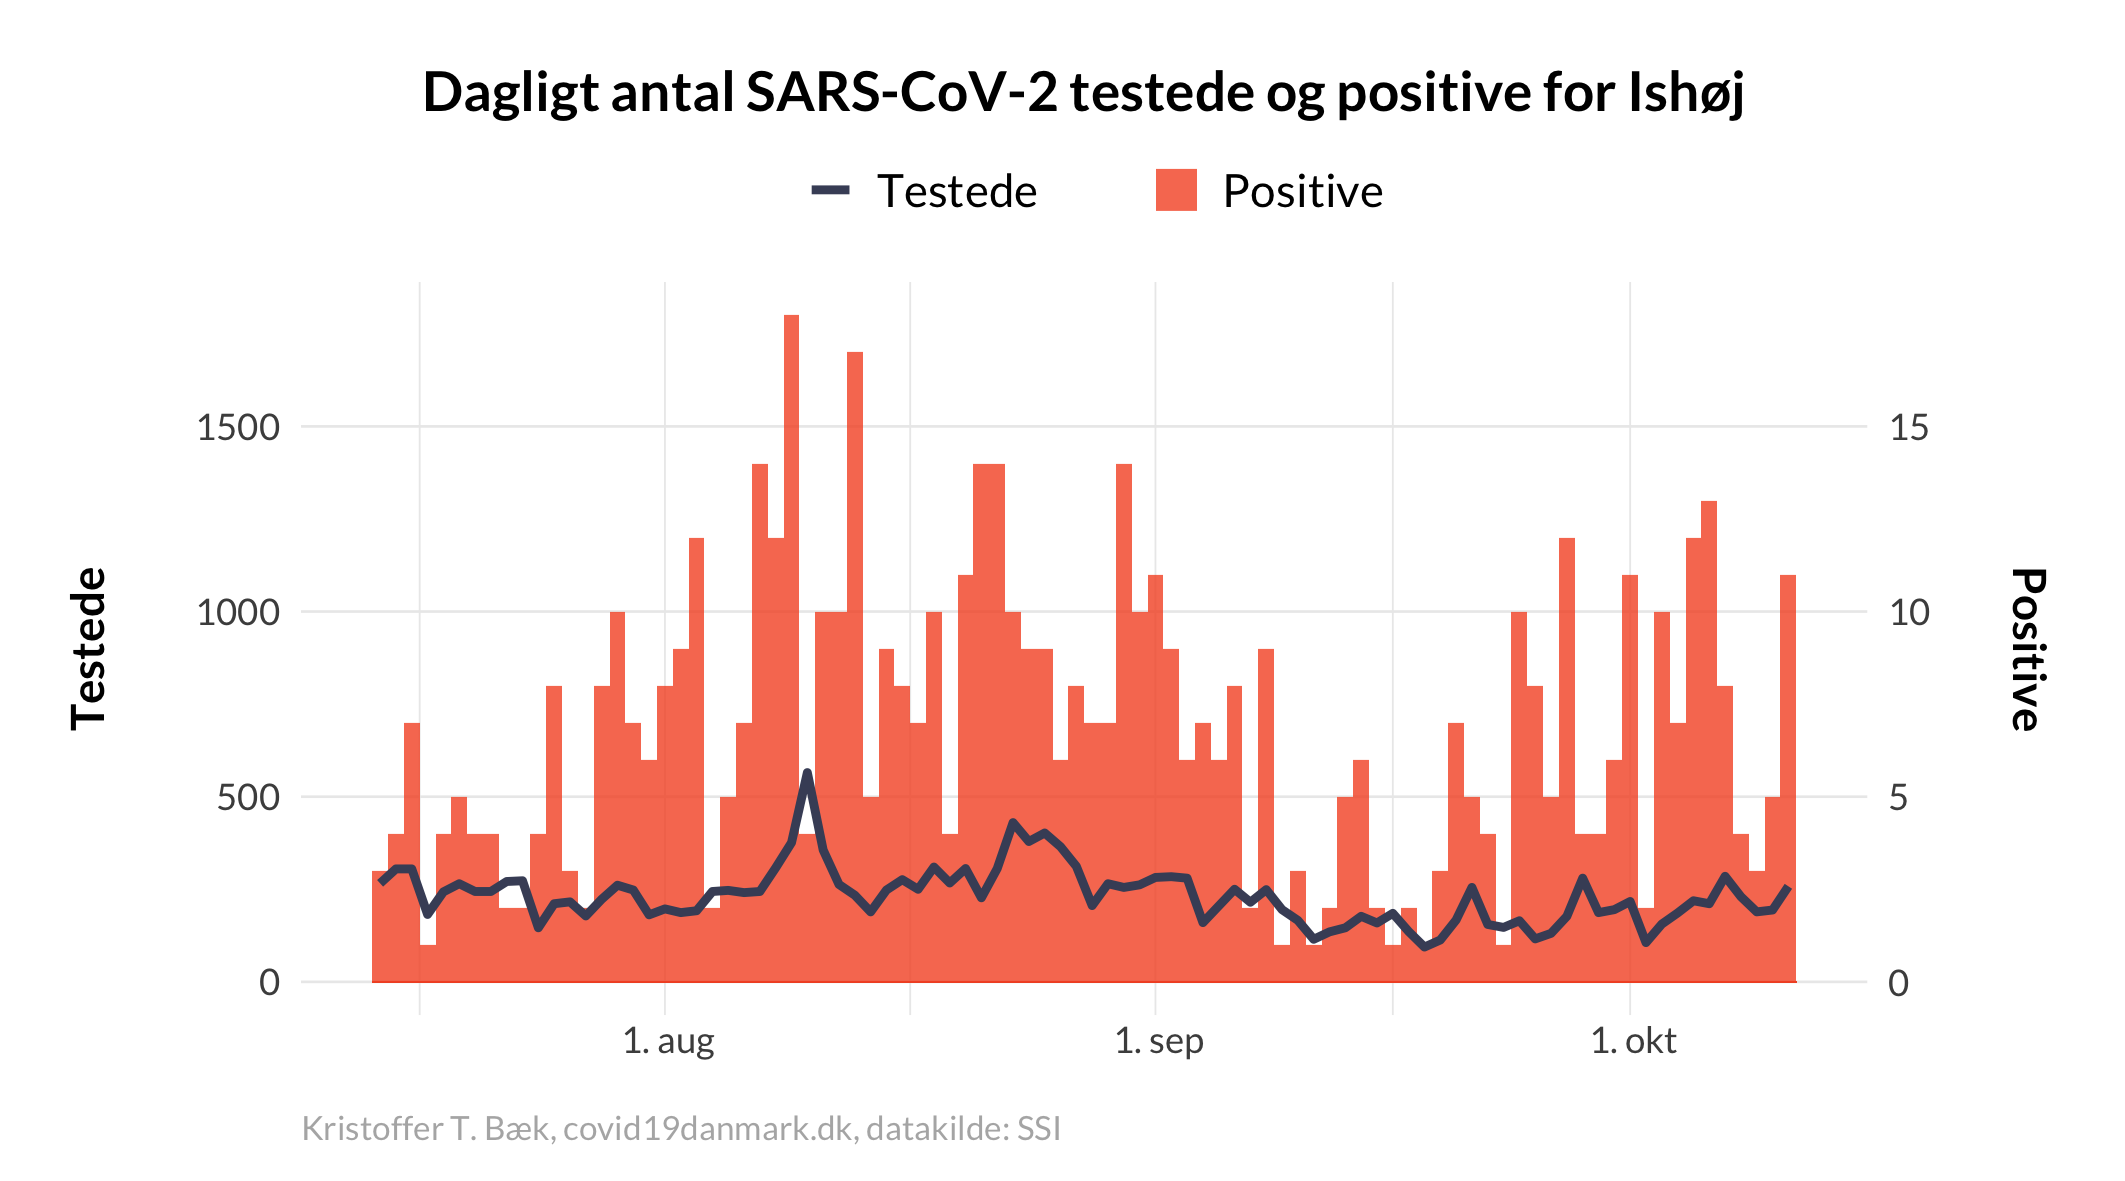 Dagligt antal SARS-CoV-2 testede og positive for Ishøj
Testede Positive
1500 15
1000 10
500 5
0 0
Testede
Positive
1. aug 1. sep 1. okt
Kristoffer T. Bæk, covid19danmark.dk, datakilde: SSI